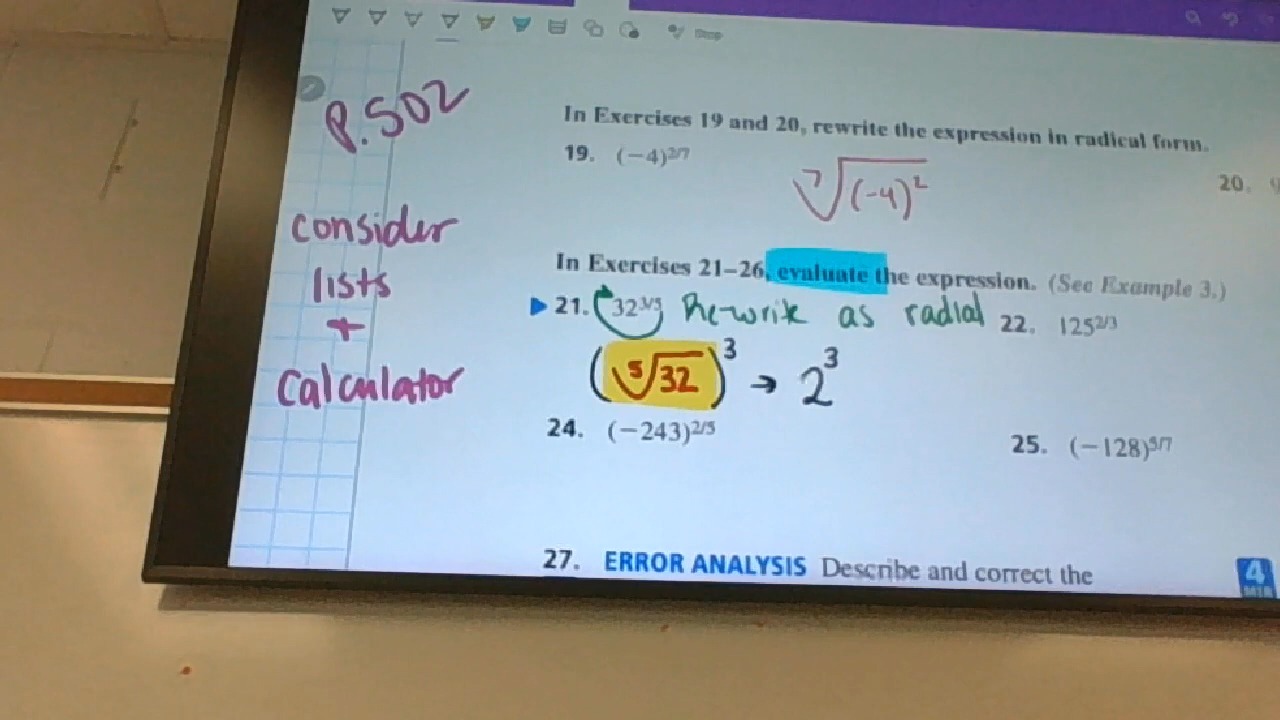 P.502
In Exercises 19 and 20, rewrite the expression in radical form.
19. (−4)^2/7
⁷√(-4)²
20.
consider
lists
+
calculator
In Exercises 21–26, evaluate the expression. (See Example 3.)
21. 32^3/5 Re-write as radial
22. 125^2/3
(⁵√32)³ → 2³
24. (−243)^2/5
25. (−128)^5/7
27. ERROR ANALYSIS Describe and correct the
4